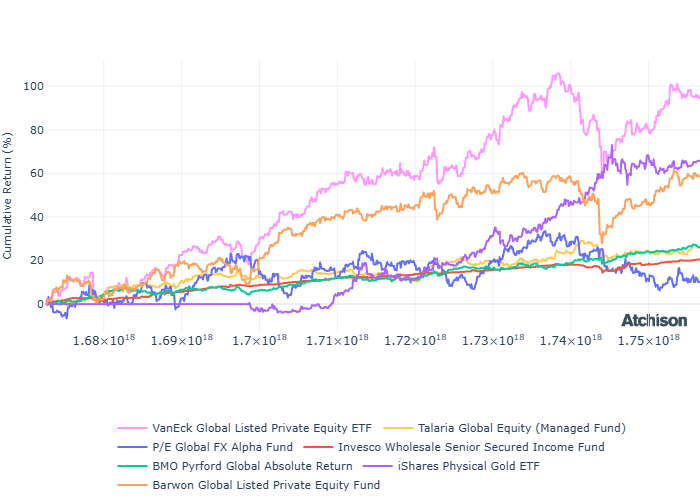 Cumulative Return (%)
100
80
60
40
20
0
1.68×10¹⁸ 1.69×10¹⁸ 1.7×10¹⁸ 1.71×10¹⁸ 1.72×10¹⁸ 1.73×10¹⁸ 1.74×10¹⁸ 1.75×10¹⁸
Atchison
VanEck Global Listed Private Equity ETF Talaria Global Equity (Managed Fund)
P/E Global FX Alpha Fund Invesco Wholesale Senior Secured Income Fund
BMO Pyrford Global Absolute Return iShares Physical Gold ETF
Barwon Global Listed Private Equity Fund